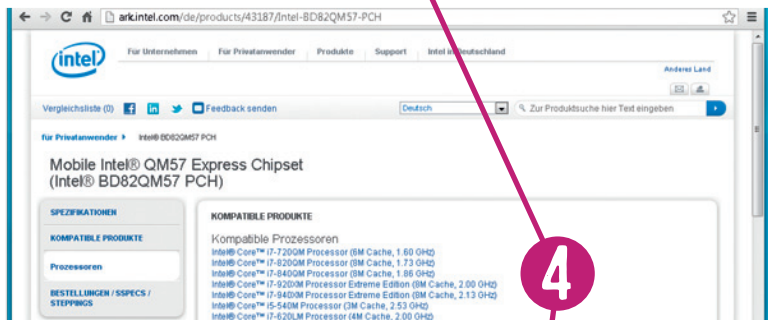 ark.intel.com/de/products/43187/Intel-BD82QM57-PCH
intel
Für Unternehmen Für Privatanwender Produkte Support Intel in Deutschland
Anderes Land
Vergleichsliste (0) Feedback senden Deutsch Zur Produktsuche hier Text eingeben
für Privatanwender Intel® BD82QM57 PCH
Mobile Intel® QM57 Express Chipset
(Intel® BD82QM57 PCH)
SPEZIFIKATIONEN
KOMPATIBLE PRODUKTE
Prozessoren
BESTELLUNGEN / SSPECS /
STEPPINGS
KOMPATIBLE PRODUKTE
Kompatible Prozessoren
Intel® Core™ i7-720QM Processor (6M Cache, 1.60 GHz)
Intel® Core™ i7-820QM Processor (8M Cache, 1.73 GHz)
Intel® Core™ i7-840QM Processor (8M Cache, 1.86 GHz)
Intel® Core™ i7-920XM Processor Extreme Edition (8M Cache, 2.00 GHz)
Intel® Core™ i7-940XM Processor Extreme Edition (8M Cache, 2.13 GHz)
Intel® Core™ i5-540M Processor (3M Cache, 2.53 GHz)
Intel® Core™ i7-620LM Processor (4M Cache, 2.00 GHz)
4